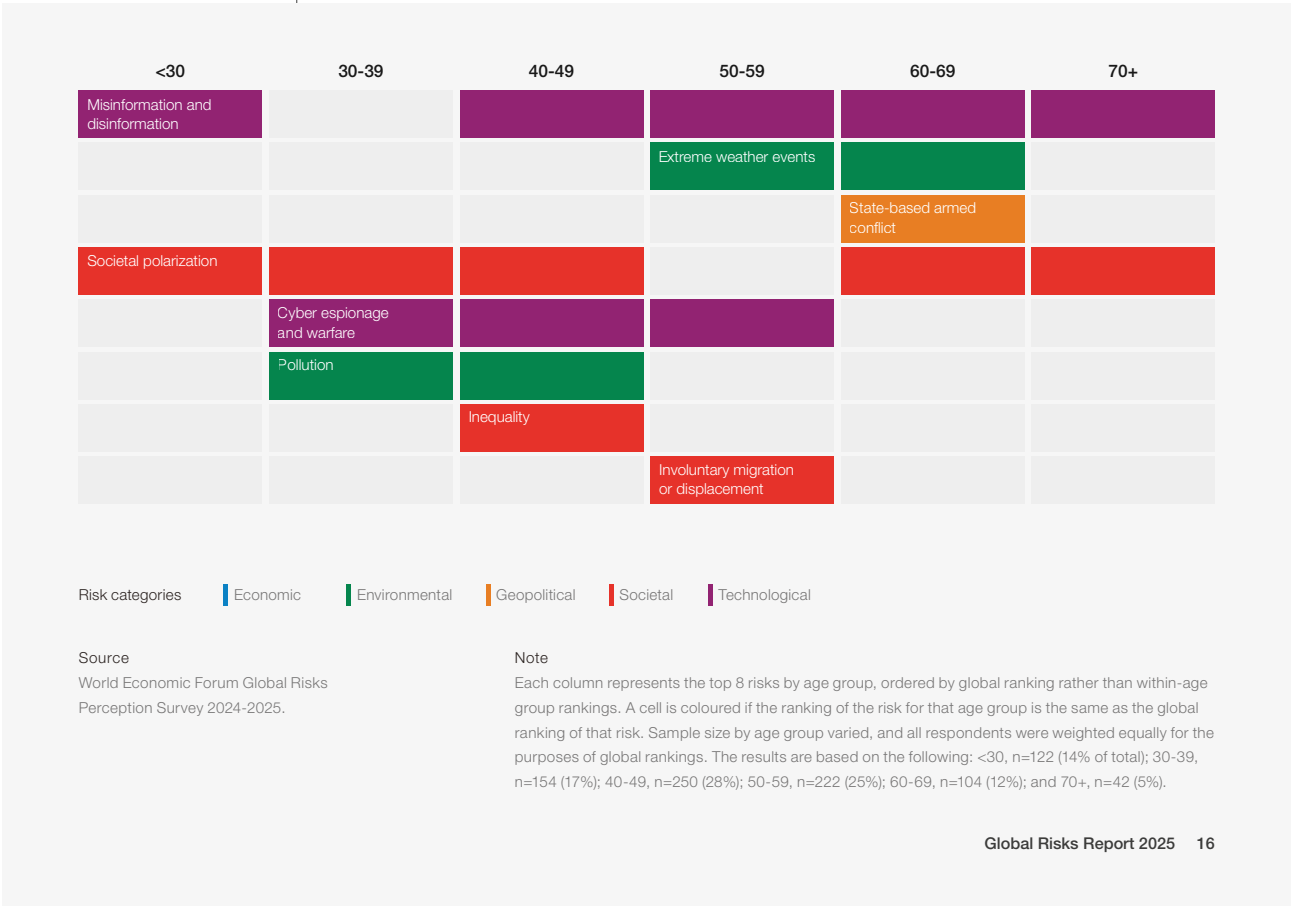 <30 30-39 40-49 50-59 60-69 70+
Misinformation and
disinformation
Extreme weather events
State-based armed
conflict
Societal polarization
Cyber espionage
and warfare
Pollution
Inequality
Involuntary migration
or displacement
Risk categories Economic Environmental Geopolitical Societal Technological
Source
World Economic Forum Global Risks
Perception Survey 2024-2025.
Note
Each column represents the top 8 risks by age group, ordered by global ranking rather than within-age
group rankings. A cell is coloured if the ranking of the risk for that age group is the same as the global
ranking of that risk. Sample size by age group varied, and all respondents were weighted equally for the
purposes of global rankings. The results are based on the following: <30, n=122 (14% of total); 30-39,
n=154 (17%); 40-49, n=250 (28%); 50-59, n=222 (25%); 60-69, n=104 (12%); and 70+, n=42 (5%).
Global Risks Report 2025 16